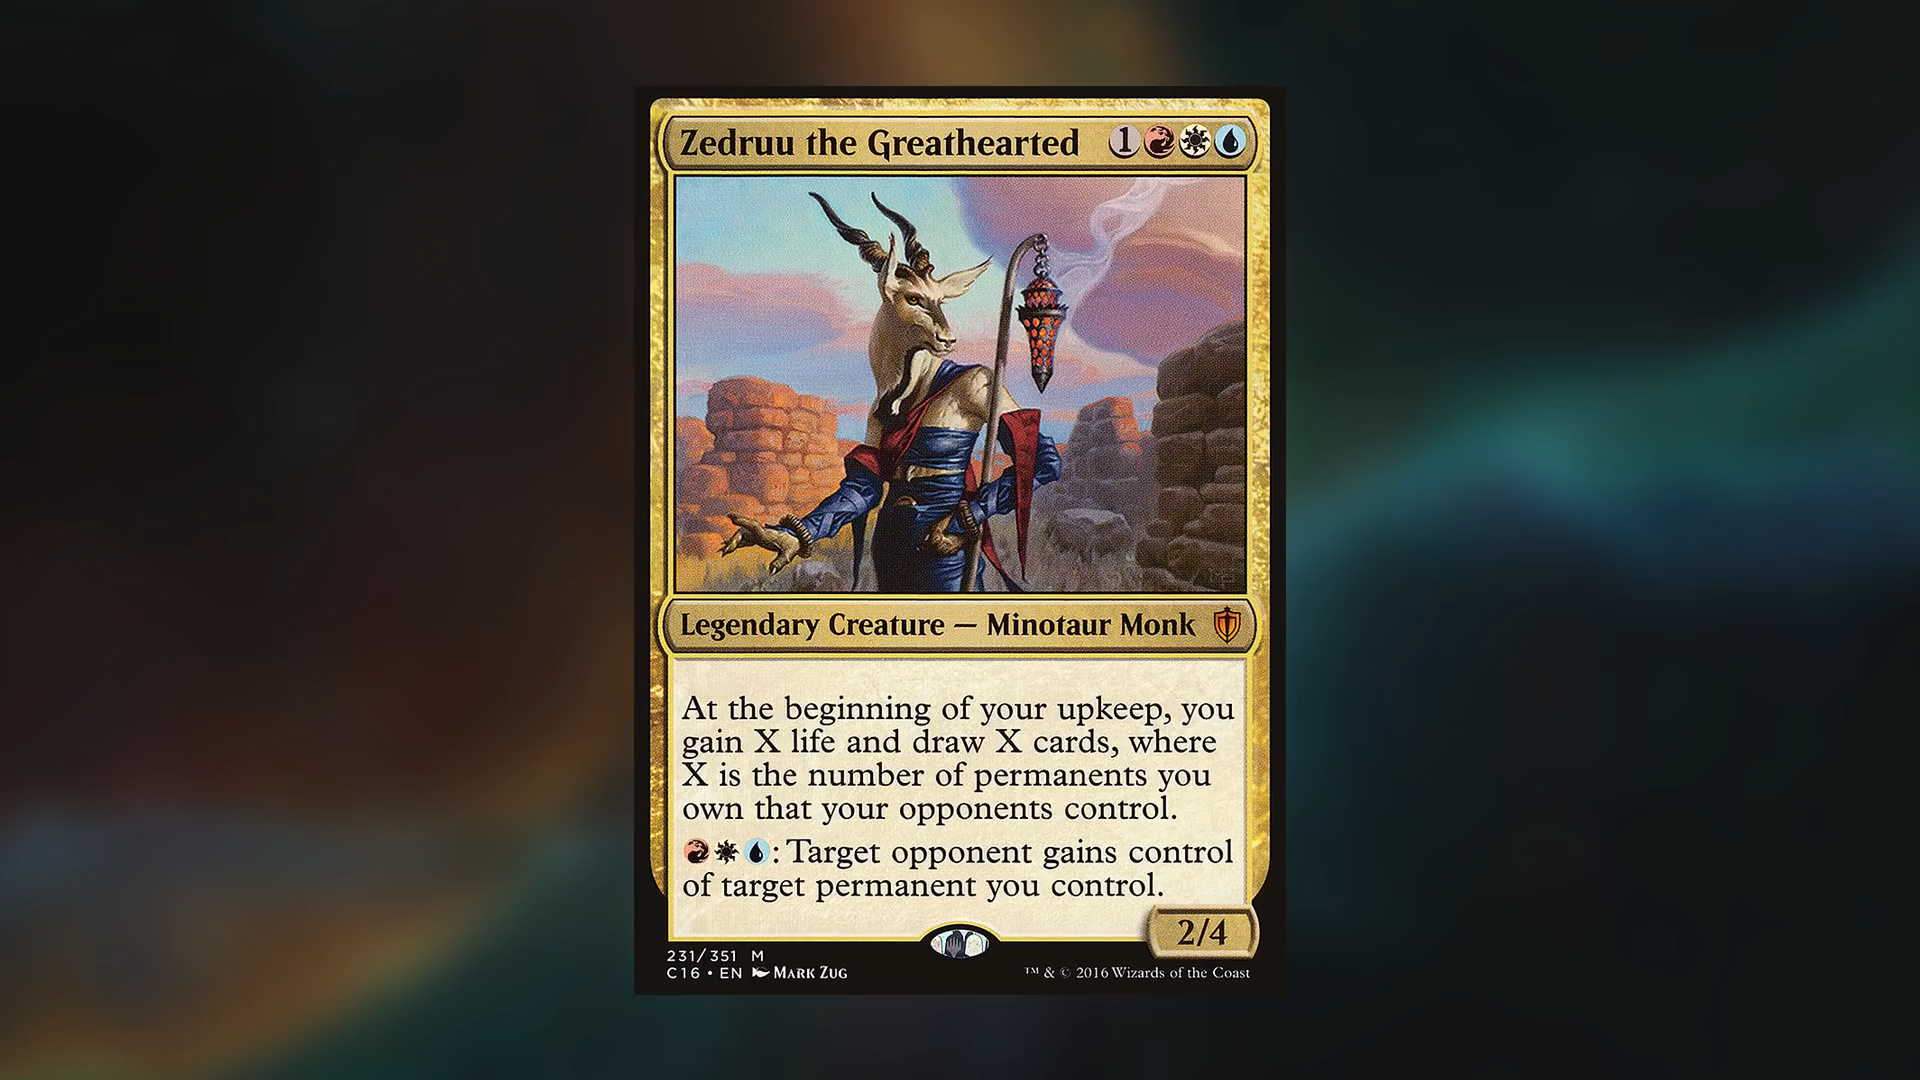 Zedruu the Greathearted 1
Legendary Creature — Minotaur Monk
At the beginning of your upkeep, you
gain X life and draw X cards, where
X is the number of permanents you
own that your opponents control.
: Target opponent gains control
of target permanent you control.
2/4
231/351 M
C16 • EN Mark Zug
™ & © 2016 Wizards of the Coast